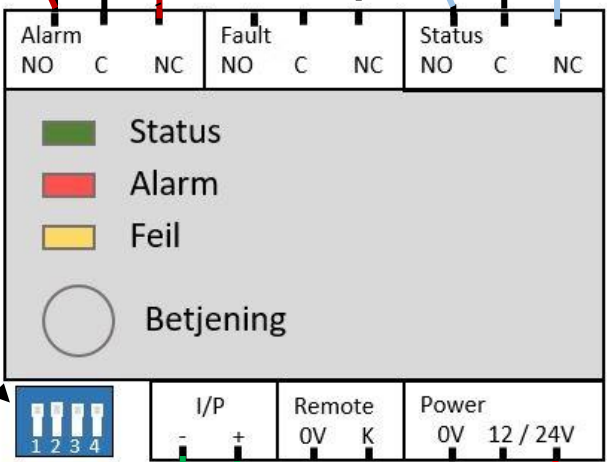 Alarm Fault Status
NO C NC NO C NC NO C NC
Status
Alarm
Feil
Betjening
I/P Remote Power
- + 0V K 0V 12 / 24V
1 2 3 4